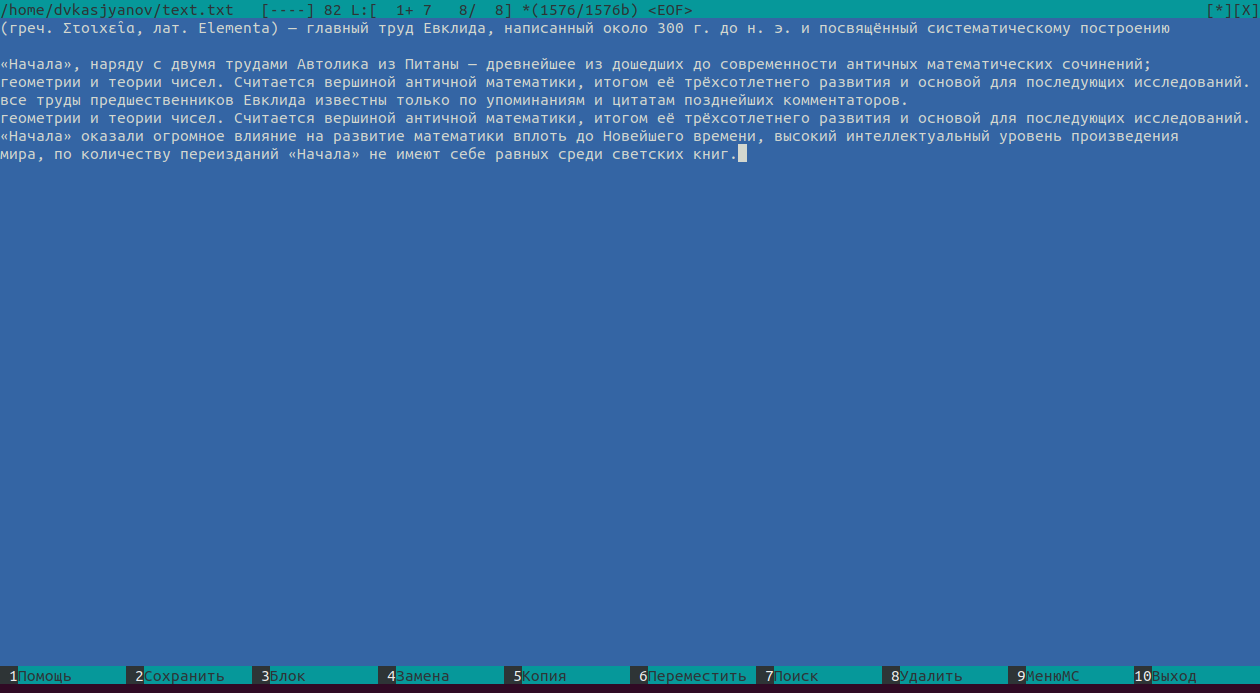 /home/dvkasjyanov/text.txt   [----] 82 L:[  1+ 7   8/  8] *(1576/1576b) <EOF> [*][X]
(греч. Στοιχεῖα, лат. Elementa) — главный труд Евклида, написанный около 300 г. до н. э. и посвящённый систематическому построению
«Начала», наряду с двумя трудами Автолика из Питаны — древнейшее из дошедших до современности античных математических сочинений;
геометрии и теории чисел. Считается вершиной античной математики, итогом её трёхсотлетнего развития и основой для последующих исследований.
все труды предшественников Евклида известны только по упоминаниям и цитатам позднейших комментаторов.
геометрии и теории чисел. Считается вершиной античной математики, итогом её трёхсотлетнего развития и основой для последующих исследований.
«Начала» оказали огромное влияние на развитие математики вплоть до Новейшего времени, высокий интеллектуальный уровень произведения
мира, по количеству переизданий «Начала» не имеют себе равных среди светских книг.
1Помощь 2Сохранить 3Блок 4Замена 5Копия 6Переместить 7Поиск 8Удалить 9МенюMC 10Выход